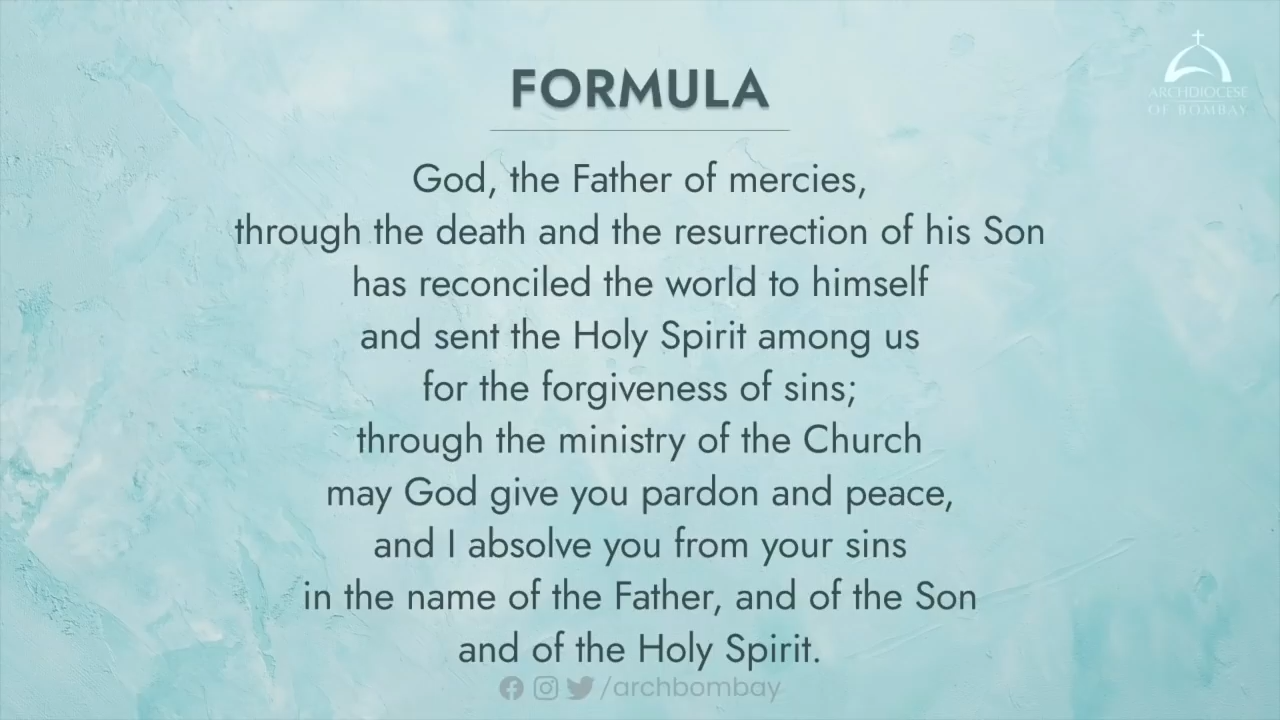 FORMULA
ARCHDIOCESE
OF BOMBAY
God, the Father of mercies,
through the death and the resurrection of his Son
has reconciled the world to himself
and sent the Holy Spirit among us
for the forgiveness of sins;
through the ministry of the Church
may God give you pardon and peace,
and I absolve you from your sins
in the name of the Father, and of the Son
and of the Holy Spirit.
/archbombay